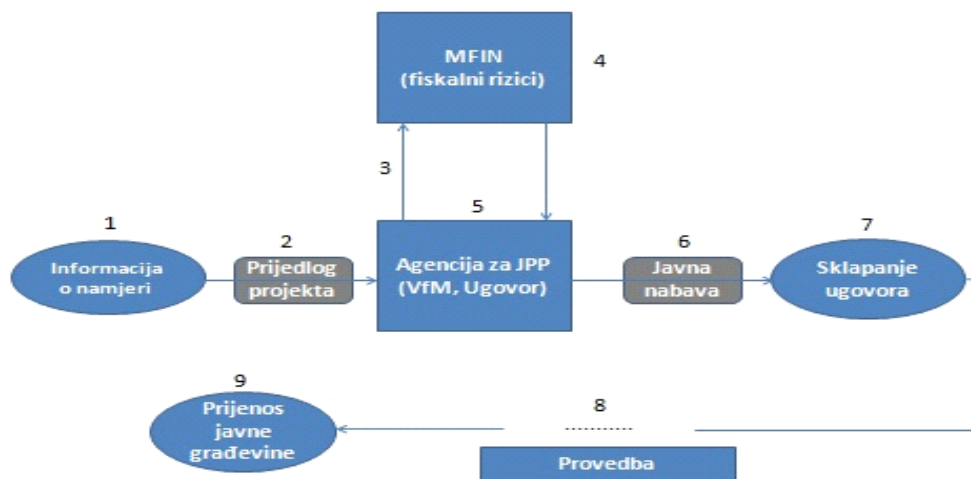 MFIN
(fiskalni rizici)
4
3
1
Informacija
o namjeri
2
Prijedlog
projekta
5
Agencija za JPP
(VfM, Ugovor)
6
Javna
nabava
7
Sklapanje
ugovora
9
Prijenos
javne
građevine
8
...........
Provedba